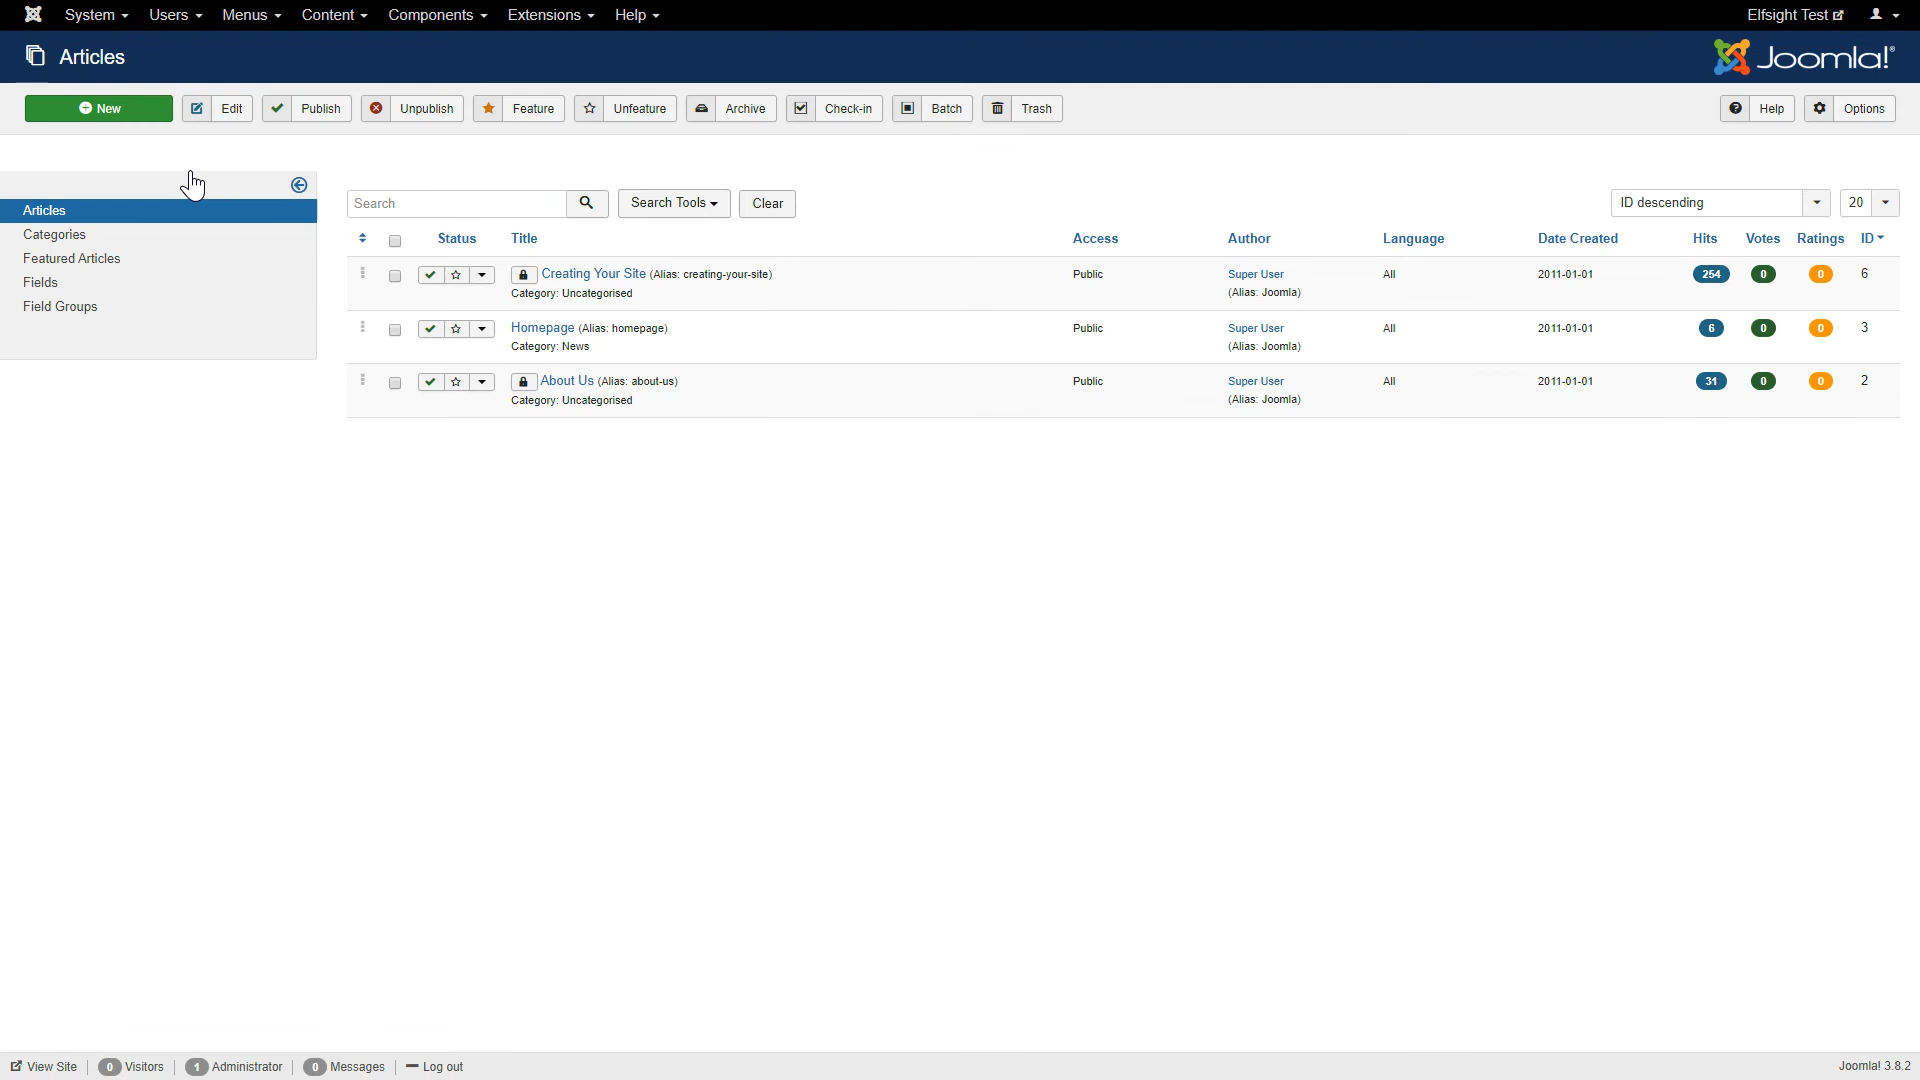 System Users Menus Content Components Extensions Help Elfsight Test
Articles Joomla!®
New Edit Publish Unpublish Feature Unfeature Archive Check-in Batch Trash Help Options
Search Search Tools Clear ID descending 20
Articles
Categories
Featured Articles
Fields
Field Groups
Status Title Access Author Language Date Created Hits Votes Ratings ID
Creating Your Site (Alias: creating-your-site) Public Super User All 2011-01-01 254 0 0 6
Category: Uncategorised (Alias: Joomla)
Homepage (Alias: homepage) Public Super User All 2011-01-01 6 0 0 3
Category: News (Alias: Joomla)
About Us (Alias: about-us) Public Super User All 2011-01-01 31 0 0 2
Category: Uncategorised (Alias: Joomla)
View Site 0 Visitors 1 Administrator 0 Messages Log out Joomla! 3.8.2